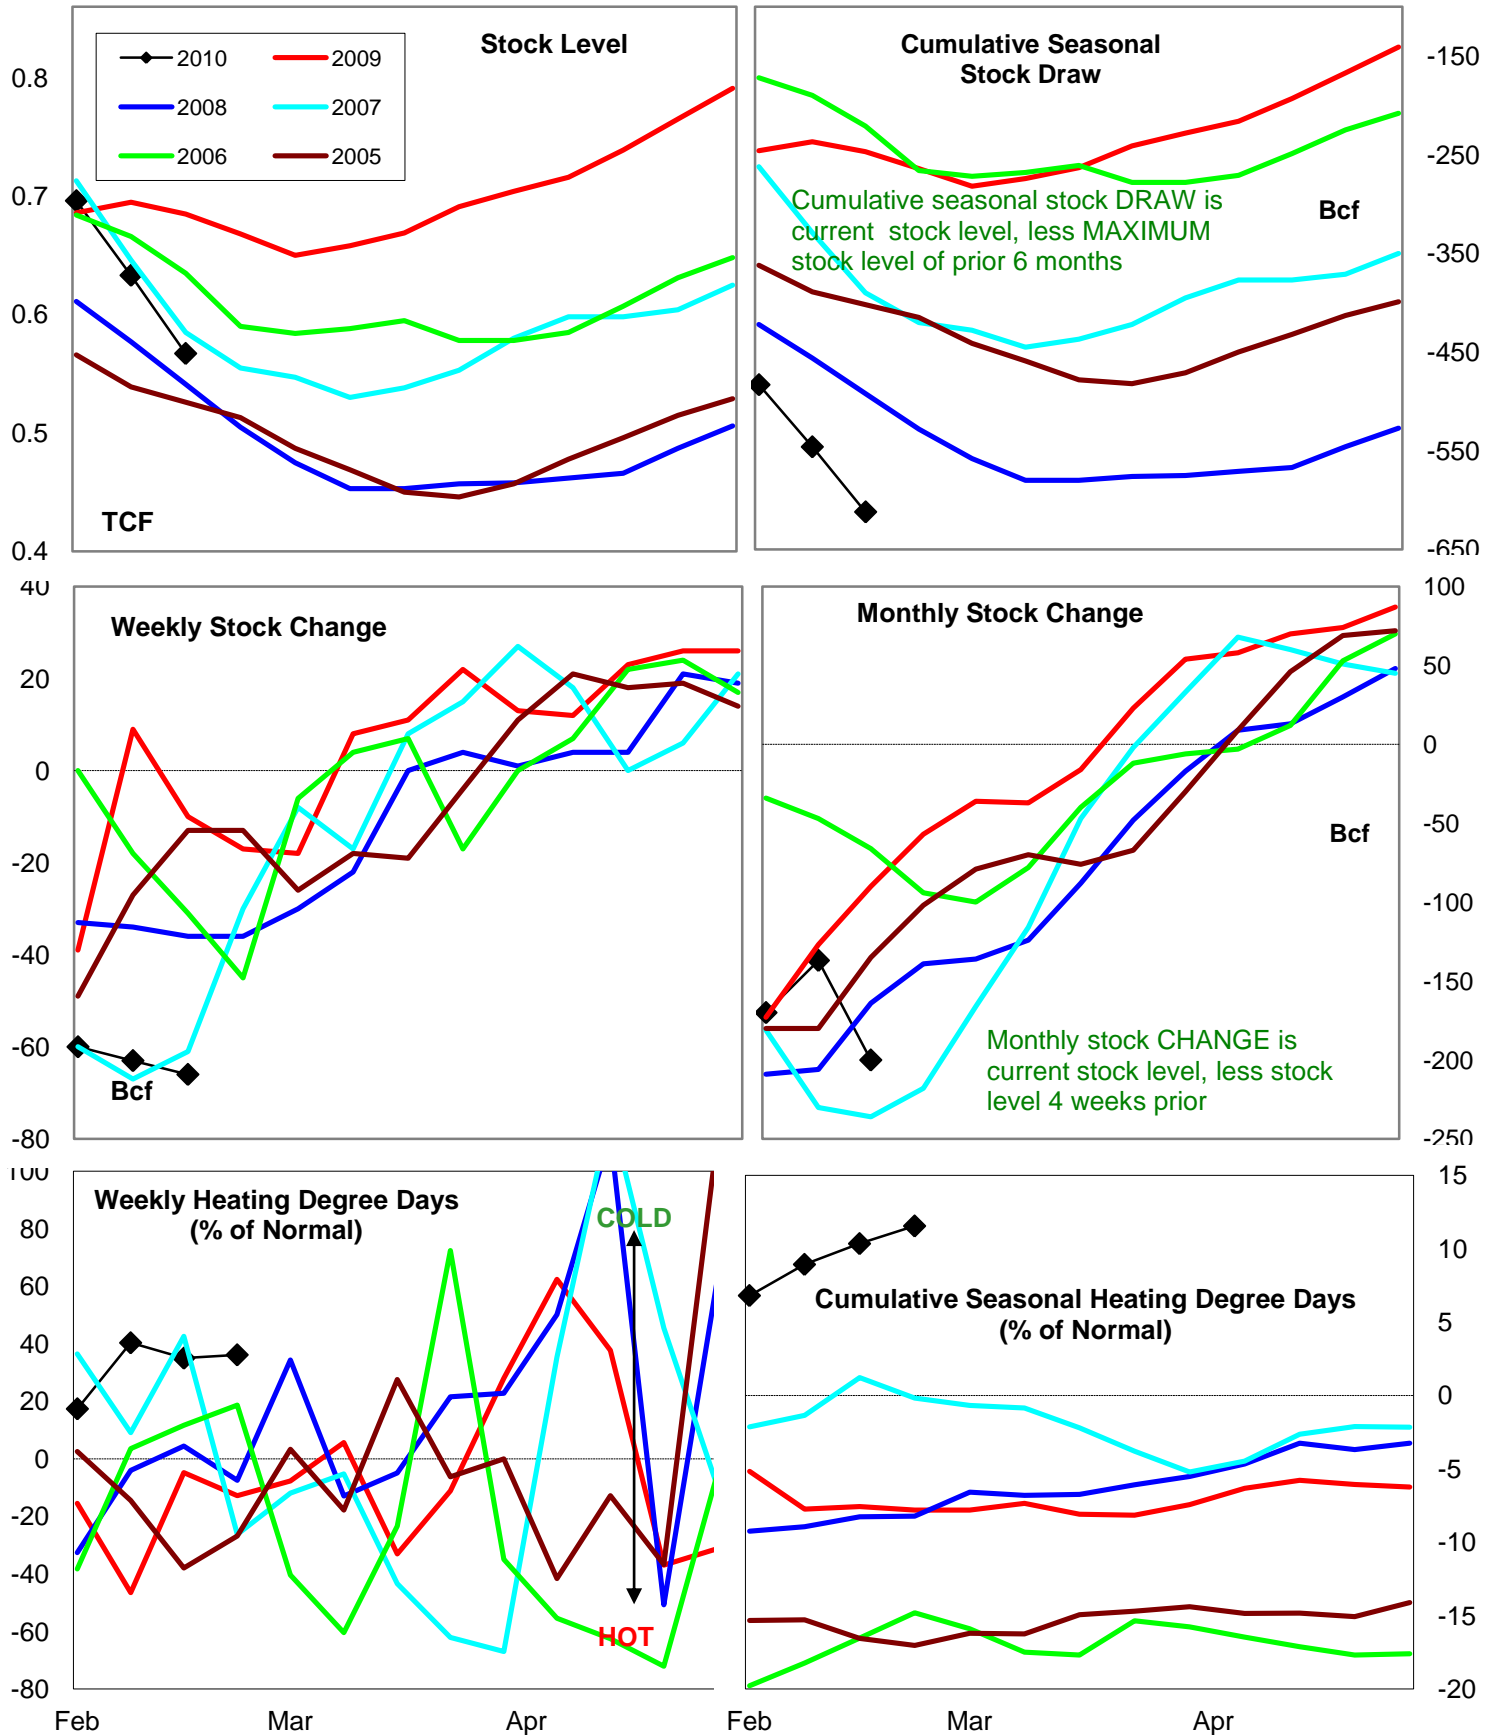 Stock Level
2010
2009
2008
2007
2006
2005
0.8
0.7
0.6
0.5
0.4
TCF
Cumulative Seasonal
Stock Draw
Cumulative seasonal stock DRAW is
current stock level, less MAXIMUM
stock level of prior 6 months
Bcf
-150
-250
-350
-450
-550
-650
Weekly Stock Change
40
20
0
-20
-40
-60
-80
Bcf
Monthly Stock Change
Bcf
Monthly stock CHANGE is
current stock level, less stock
level 4 weeks prior
100
50
0
-50
-100
-150
-200
-250
Weekly Heating Degree Days
(% of Normal)
100
80
60
40
20
0
-20
-40
-60
-80
COLD
HOT
Feb
Mar
Apr
Cumulative Seasonal Heating Degree Days
(% of Normal)
15
10
5
0
-5
-10
-15
-20
Feb
Mar
Apr